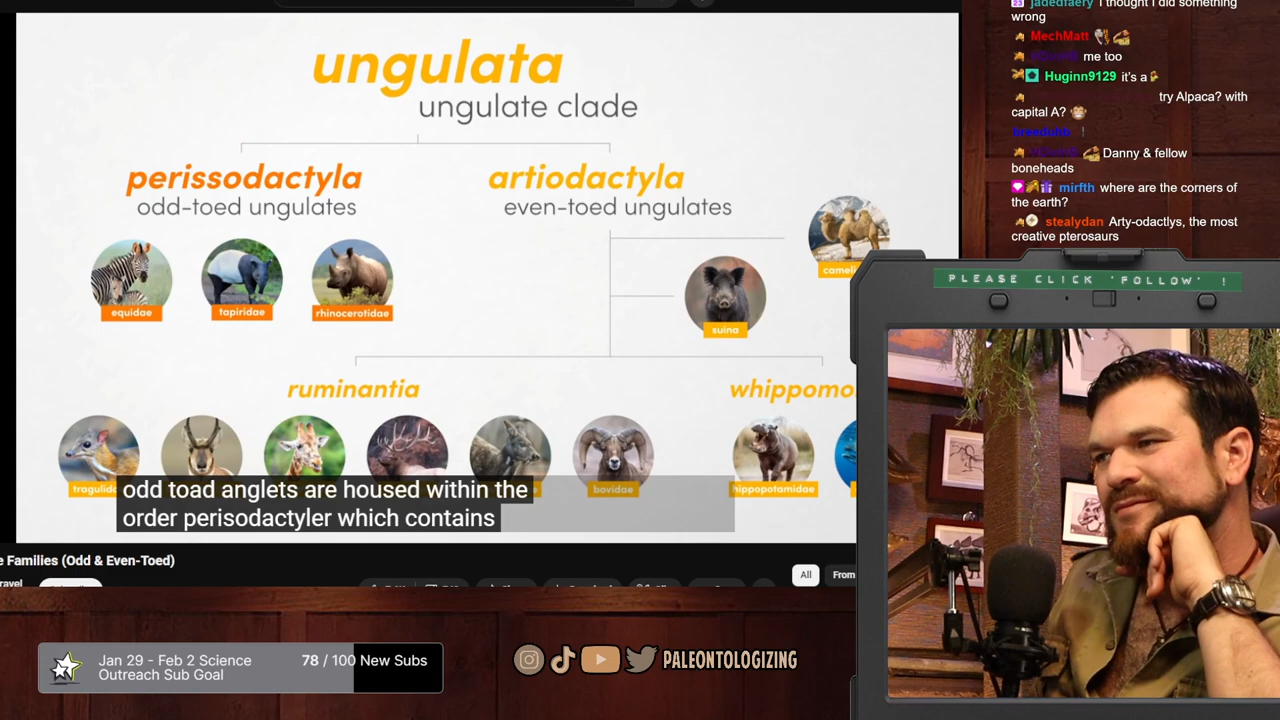 ungulata
ungulate clade
perissodactyla
odd-toed ungulates
artiodactyla
even-toed ungulates
equidae
tapiridae
rhinocerotidae
suina
ruminantia
bovidae
hippopotamidae
odd toad anglets are housed within the
order perisodactyler which contains
Families (Odd & Even-Toed)
All
From
jadedfaery I thought I did something
wrong
MechMatt
me too
Huginn9129 it's a
try Alpaca? with
capital A?
Danny & fellow
boneheads
mirfth where are the corners of
the earth?
stealydan Arty-odactlys, the most
creative pterosaurs
PLEASE CLICK 'FOLLOW' !
Jan 29 - Feb 2 Science
Outreach Sub Goal
78 / 100 New Subs
PALEONTOLOGIZING